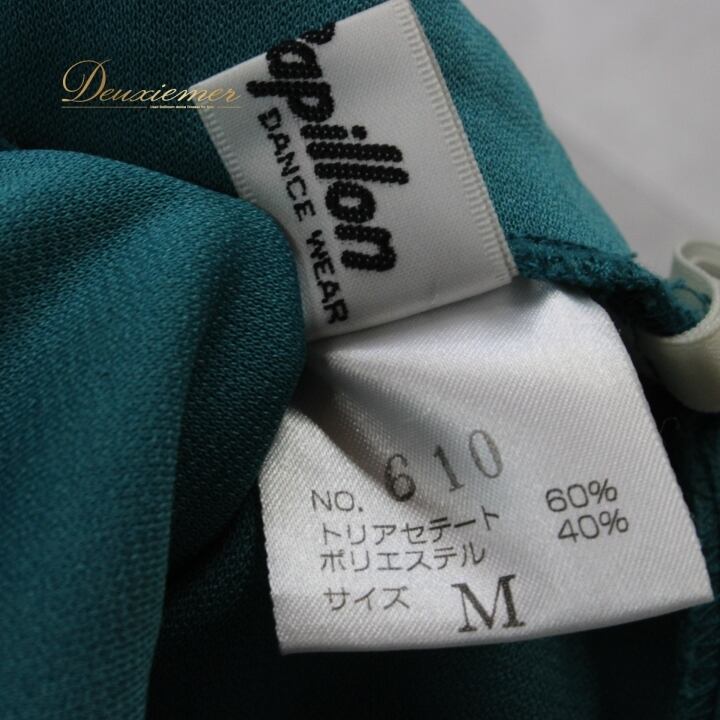 Deuxiemer
Papillon
DANCE WEAR
NO. 610
トリアセテート 60%
ポリエステル 40%
サイズ M